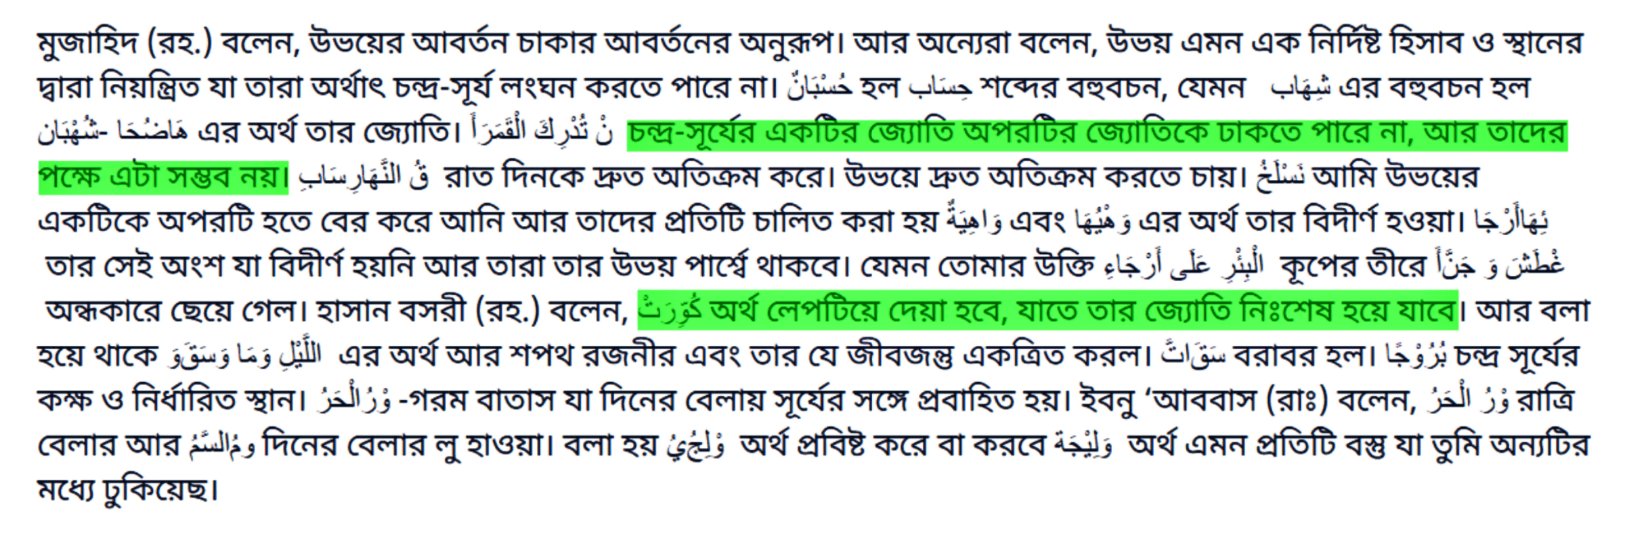 মুজাহিদ (রহ.) বলেন, উভয়ের আবর্তন চাকার আবর্তনের অনুরূপ। আর অন্যেরা বলেন, উভয় এমন এক নির্দিষ্ট হিসাব ও স্থানের
দ্বারা নিয়ন্ত্রিত যা তারা অর্থাৎ চন্দ্র-সূর্য লংঘন করতে পারে না। حُسْبَانٌ হল حِسَاب শব্দের বহুবচন, যেমন شِهَاب এর বহুবচন হল
شُهْبَان- ضُحَاهَا এর অর্থ তার জ্যোতি। نْ تُدْرِكَ الْقَمَرَأَ চন্দ্র-সূর্যের একটির জ্যোতি অপরটির জ্যোতিকে ঢাকতে পারে না, আর তাদের
পক্ষে এটা সম্ভব নয়। قُ النَّهَارِسَابِ রাত দিনকে দ্রুত অতিক্রম করে। উভয়ে দ্রুত অতিক্রম করতে চায়। نَسْلَخُ আমি উভয়ের
একটিকে অপরটি হতে বের করে আনি আর তাদের প্রতিটি চালিত করা হয় وَاهِيَةٌ এবং وَهْيُهَا এর অর্থ তার বিদীর্ণ হওয়া। ئِهَاأَرْجَا
তার সেই অংশ যা বিদীর্ণ হয়নি আর তারা তার উভয় পার্শ্বে থাকবে। যেমন তোমার উক্তি الْبِئْرِ عَلَى أَرْجَاءِ কূপের তীরে غْطَشَ وَ جَنَّأَ
অন্ধকারে ছেয়ে গেল। হাসান বসরী (রহ.) বলেন, كُوِّرَتْ অর্থ লেপটিয়ে দেয়া হবে, যাতে তার জ্যোতি নিঃশেষ হয়ে যাবে। আর বলা
হয়ে থাকে اللَّيْلِ وَمَا وَسَقَوَ এর অর্থ আর শপথ রজনীর এবং তার যে জীবজন্তু একত্রিত করল। سَقَاتَّ বরাবর হল। بُرُوْجًا চন্দ্র সূর্যের
কক্ষ ও নির্ধারিত স্থান। وْرُالْحَرُ -গরম বাতাস যা দিনের বেলায় সূর্যের সঙ্গে প্রবাহিত হয়। ইবনু ‘আববাস (রাঃ) বলেন, وْرُ الْحَرُ রাত্রি
বেলার আর ومُالسَّمُ দিনের বেলার লু হাওয়া। বলা হয় وْلِجُيُ অর্থ প্রবিষ্ট করে বা করবে وَلِيْجَة অর্থ এমন প্রতিটি বস্তু যা তুমি অন্যটির
মধ্যে ঢুকিয়েছ।